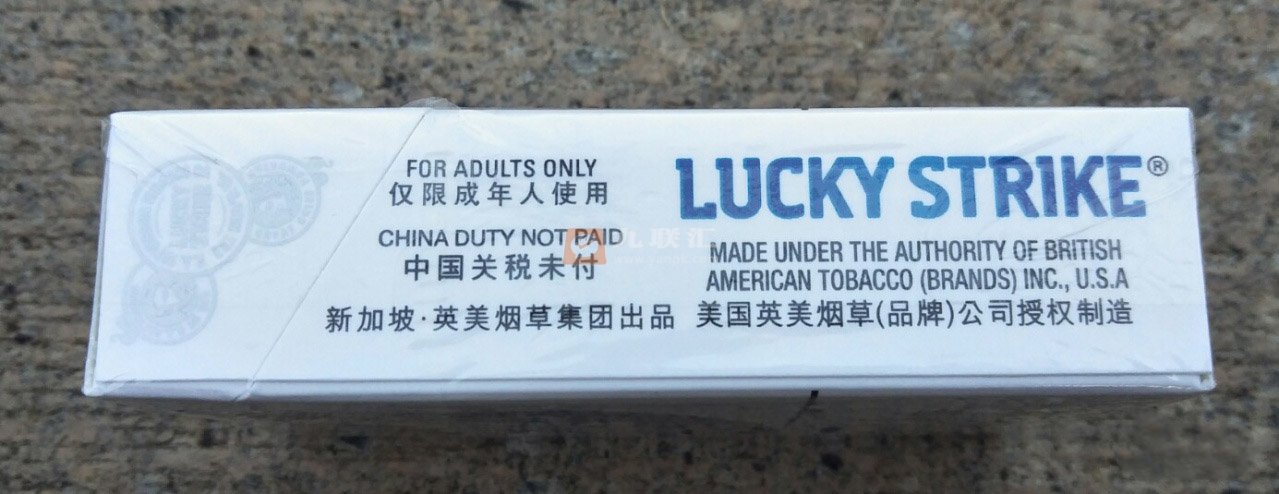 FOR ADULTS ONLY
仅限成年人使用
CHINA DUTY NOT PAID
中国关税未付
新加坡·英美烟草集团出品
LUCKY STRIKE®
MADE UNDER THE AUTHORITY OF BRITISH
AMERICAN TOBACCO (BRANDS) INC., U.S.A
美国英美烟草(品牌)公司授权制造
九联汇